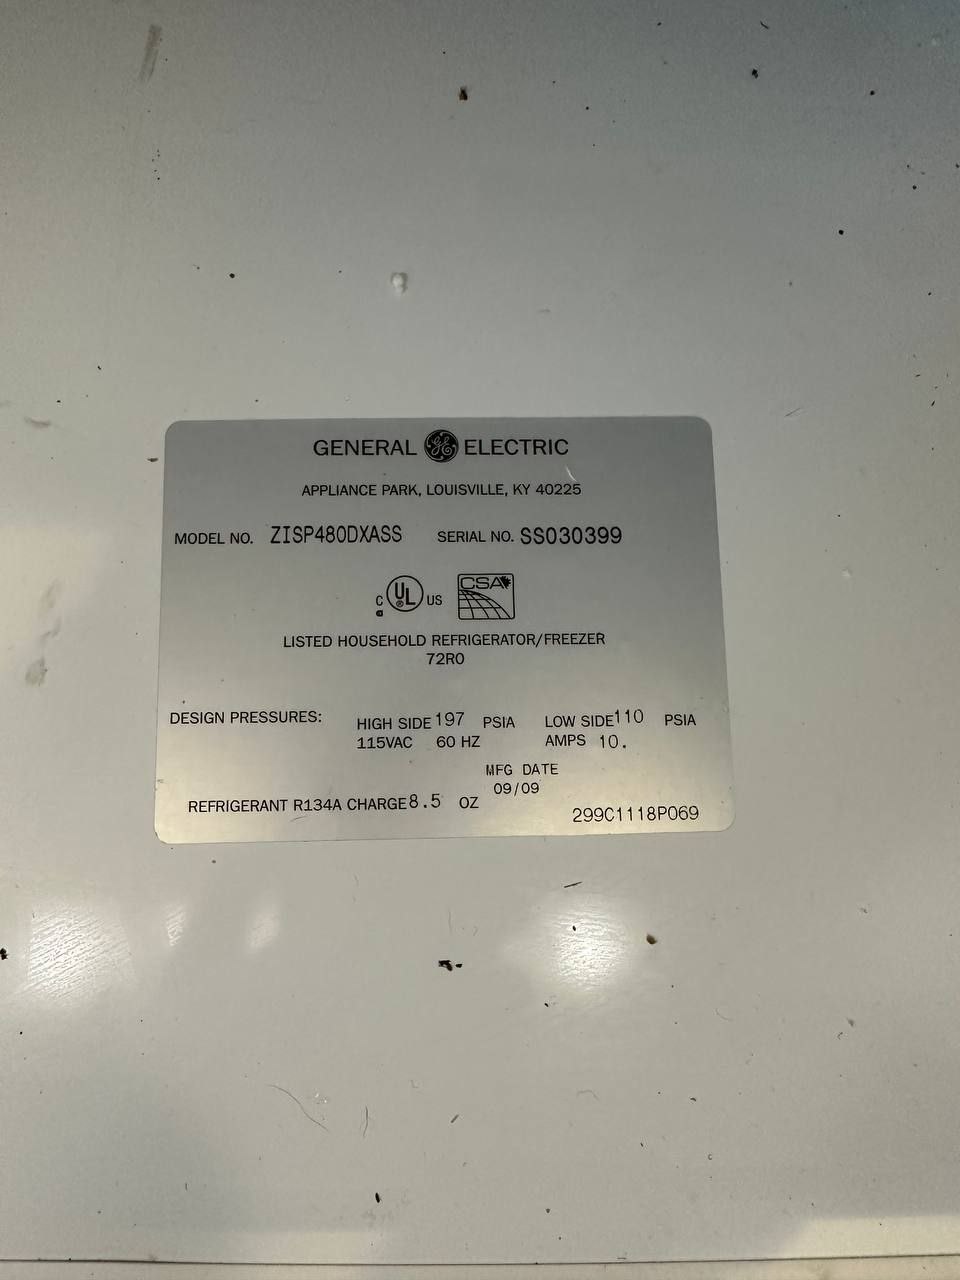 GENERAL GE ELECTRIC
APPLIANCE PARK, LOUISVILLE, KY 40225
MODEL NO. ZISP480DXASS SERIAL NO. SS030399
C UL ® US CSA
LISTED HOUSEHOLD REFRIGERATOR/FREEZER
72R0
DESIGN PRESSURES: HIGH SIDE 197 PSIA LOW SIDE 110 PSIA
115VAC 60 HZ AMPS 10.
MFG DATE
09/09
REFRIGERANT R134A CHARGE 8.5 OZ
299C1118P069